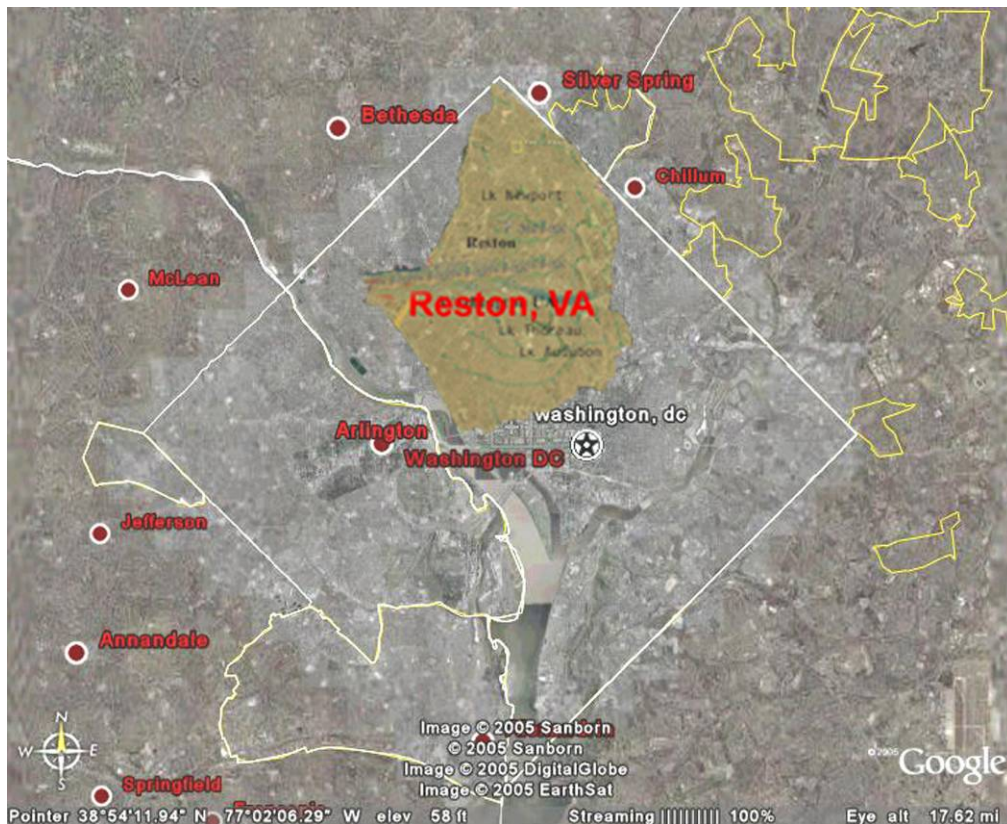 Silver Spring
Bethesda
Chillum
Lk Newport
Reston
McLean
Reston, VA
Lk Thoreau
Lk Audubon
washington, dc
Arlington
Washington DC
Jefferson
Annandale
N
W E
S
Image © 2005 Sanborn
© 2005 Sanborn
Image © 2005 DigitalGlobe
Image © 2005 EarthSat
© 2005 Google
Springfield
Pointer 38°54'11.94" N 77°02'06.29" W elev 58 ft Streaming |||||||||| 100% Eye alt 17.62 mi